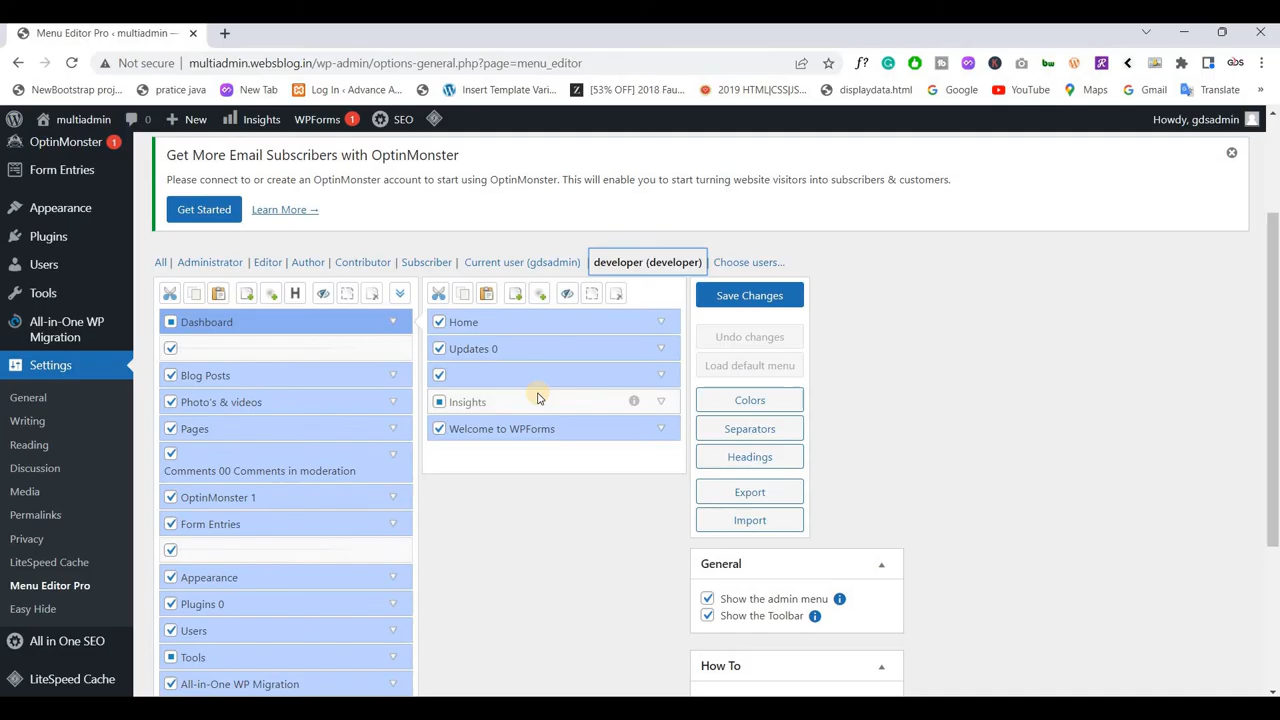 Menu Editor Pro ‹ multiadmin —
Not secure multiadmin.websblog.in/wp-admin/options-general.php?page=menu_editor
NewBootstrap proj... pratice java New Tab Log In ‹ Advance A... Insert Template Vari... [53% OFF] 2018 Fau... 2019 HTML|CSS|JS... displaydata.html Google YouTube Maps Gmail Translate
multiadmin 0 New Insights WPForms 1 SEO Howdy, gdsadmin
OptinMonster 1
Form Entries
Appearance
Plugins
Users
Tools
All-in-One WP
Migration
Settings
General
Writing
Reading
Discussion
Media
Permalinks
Privacy
LiteSpeed Cache
Menu Editor Pro
Easy Hide
All in One SEO
LiteSpeed Cache
Get More Email Subscribers with OptinMonster
Please connect to or create an OptinMonster account to start using OptinMonster. This will enable you to start turning website visitors into subscribers & customers.
Get Started Learn More →
All | Administrator | Editor | Author | Contributor | Subscriber | Current user (gdsadmin) | developer (developer) | Choose users...
H
Dashboard
Blog Posts
Photo's & videos
Pages
Comments 00 Comments in moderation
OptinMonster 1
Form Entries
Appearance
Plugins 0
Users
Tools
All-in-One WP Migration
Home
Updates 0
Insights
Welcome to WPForms
Save Changes
Undo changes
Load default menu
Colors
Separators
Headings
Export
Import
General
Show the admin menu
Show the Toolbar
How To